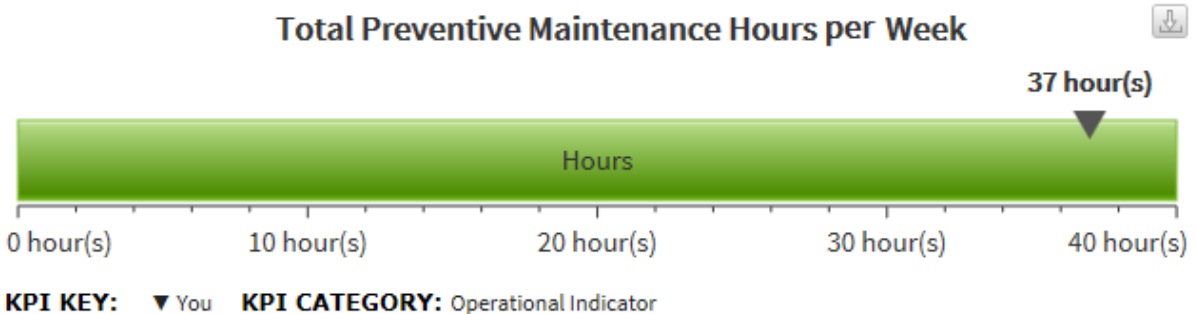 Total Preventive Maintenance Hours per Week
37 hour(s)
Hours
0 hour(s) 10 hour(s) 20 hour(s) 30 hour(s) 40 hour(s)
KPI KEY: ▼ You KPI CATEGORY: Operational Indicator